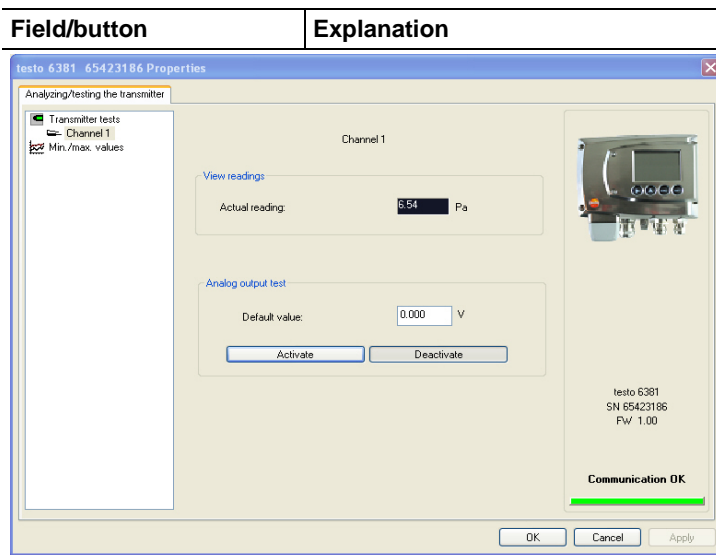 Field/button Explanation
testo 6381 65423186 Properties
Analyzing/testing the transmitter
Transmitter tests
Channel 1
Min./max. values
Channel 1
View readings
Actual reading: 6.54 Pa
Analog output test
Default value: 0.000 V
Activate Deactivate
testo 6381
SN 65423186
FW 1.00
Communication OK
OK Cancel Apply